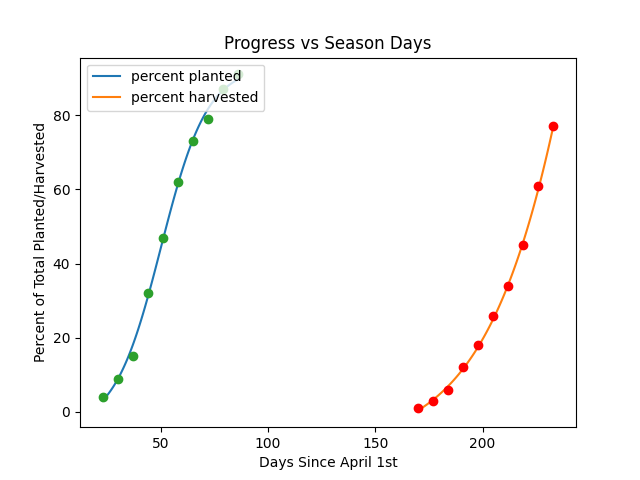 Progress vs Season Days
percent planted
percent harvested
Percent of Total Planted/Harvested
80
60
40
20
0
50
100
150
200
Days Since April 1st